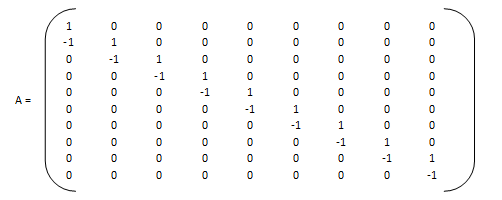 1 0 0 0 0 0 0 0 0
-1 1 0 0 0 0 0 0 0
0 -1 1 0 0 0 0 0 0
0 0 -1 1 0 0 0 0 0
0 0 0 -1 1 0 0 0 0
A = 0 0 0 0 -1 1 0 0 0
0 0 0 0 0 -1 1 0 0
0 0 0 0 0 0 -1 1 0
0 0 0 0 0 0 0 -1 1
0 0 0 0 0 0 0 0 -1